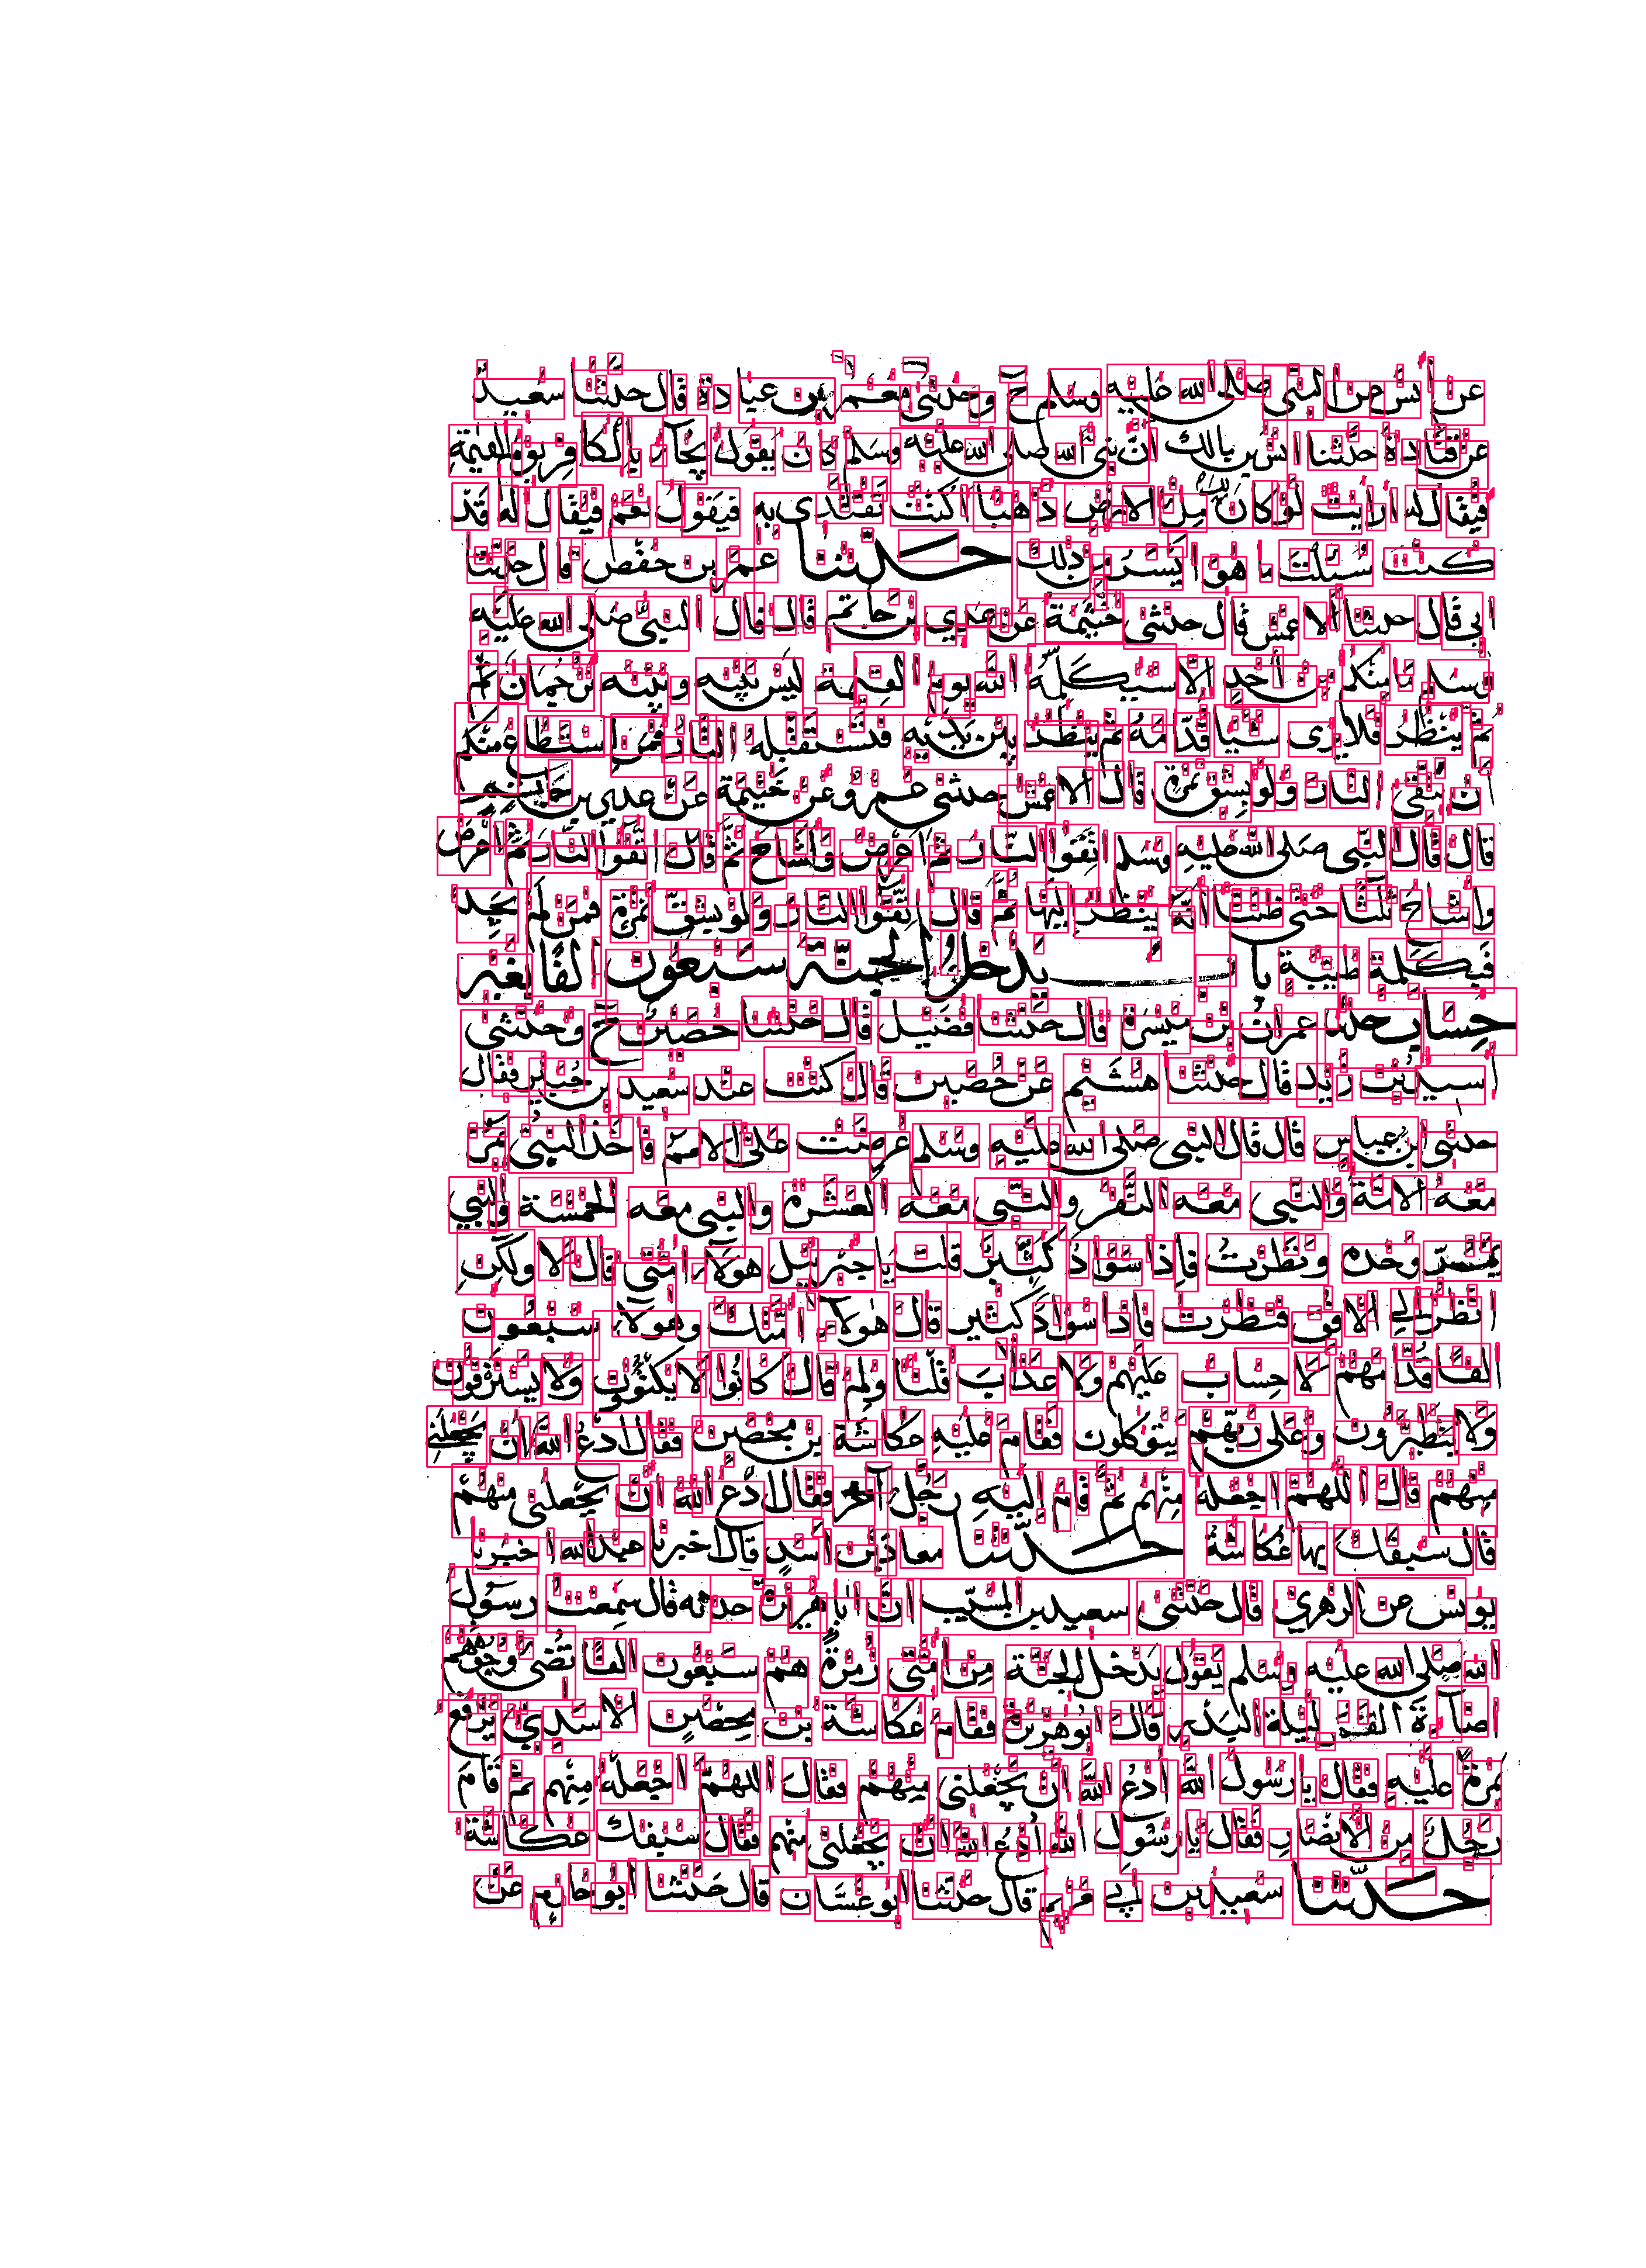 عن انس عن النبي صلى الله عليه وسلم ح وحدثني معمر بن عبادة قال حدثنا سعيد
عن قتادة حدثنا انس بن مالك ان نبي الله صلى الله عليه وسلم كان يقول يجاء بالكافر يوم القيمة
فيقال له ارايت لو كان لك مل الارض ذهبا اكنت تفتدي به فيقول نعم فيقال له قد
كنت سئلت ما هو ايسر من ذلك حدثنا عمر بن حفص قال حدثنا
ابي قال حدثنا الاعمش قال حدثني خيثمة عن عدي بن حاتم قال قال النبي صلى الله عليه
وسلم ما منكم من احد الا سيكلمه الله يوم القيمة ليس بينه وبينه ترجمان ثم
ثم ينظر فلا يرى شيا قدامه ثم ينظر بين يديه فتستقبله النار فمن استطاع منكم
ان يتقي النار ولو بشق تمرة قال الاعمش حدثني عمرو عن خيثمة عن عدي بن حاتم
قال قال النبي صلى الله عليه وسلم اتقوا النار ثم اعرض واشاح ثم قال اتقوا النار ثم اعرض
واشاح ثلثا حتى ظننا انه ينظر اليها ثم قال اتقوا النار ولو بشق تمرة فمن لم يجد
فبكلمة طيبة باب يدخل الجنة سبعون الفا بغير
حساب حدثنا عمران بن ميسرة قال حدثنا فضيل قال حدثنا حصين ح وحدثني
اسيد بن زيد قال حدثنا هشيم عن حصين قال كنت عند سعيد بن جبير فقال
حدثني ابن عباس قال قال النبي صلى الله عليه وسلم عرضت على الامم فاخذ النبي يمر
معه الامة والنبي معه النفر والنبي معه العشرة والنبي معه الخمسة والنبي
يمر وحده ونظرت فاذا سواد كثير قلت يا جبريل هولاء امتي قال لا ولكن
انظر الى الافق فنظرت فاذا سواد كثير قال هولاء امتك وهولاء سبعون
الفا قدامهم لا حساب عليهم ولا عذاب قلت ولم قال كانوا لا يكتوون ولا يسترقون
ولا يتطيرون وعلى ربهم يتوكلون فقام عليه عكاشة بن محصن فقال ادع الله ان يجعلني
منهم قال اللهم اجعله منهم ثم قام اليه رجل آخر فقال ادع الله ان يجعلني منهم
قال سبقك بها عكاشة حدثنا معاذ بن اسد قال اخبرنا عبدالله اخبرنا
يونس عن الزهري قال حدثني سعيد بن المسيب ان ابا هريرة حدثه قال سمعت رسول
الله صلى الله عليه وسلم يقول يدخل الجنة من امتي زمرة هم سبعون الفا تضي وجوههم
اضآءة القمر ليلة البدر قال ابو هريرة فقام عكاشة بن محصن الاسدي يرفع
نمرة عليه فقال يا رسول الله ادع الله ان يجعلني منهم فقال اللهم اجعله منهم ثم قام
رجل من الانصار فقال يا رسول الله ادع الله ان يجعلني منهم فقال سبقك عكاشة
حدثنا سعيد بن ابي مريم قال حدثنا ابو غسان قال حدثنا ابو حازم عن